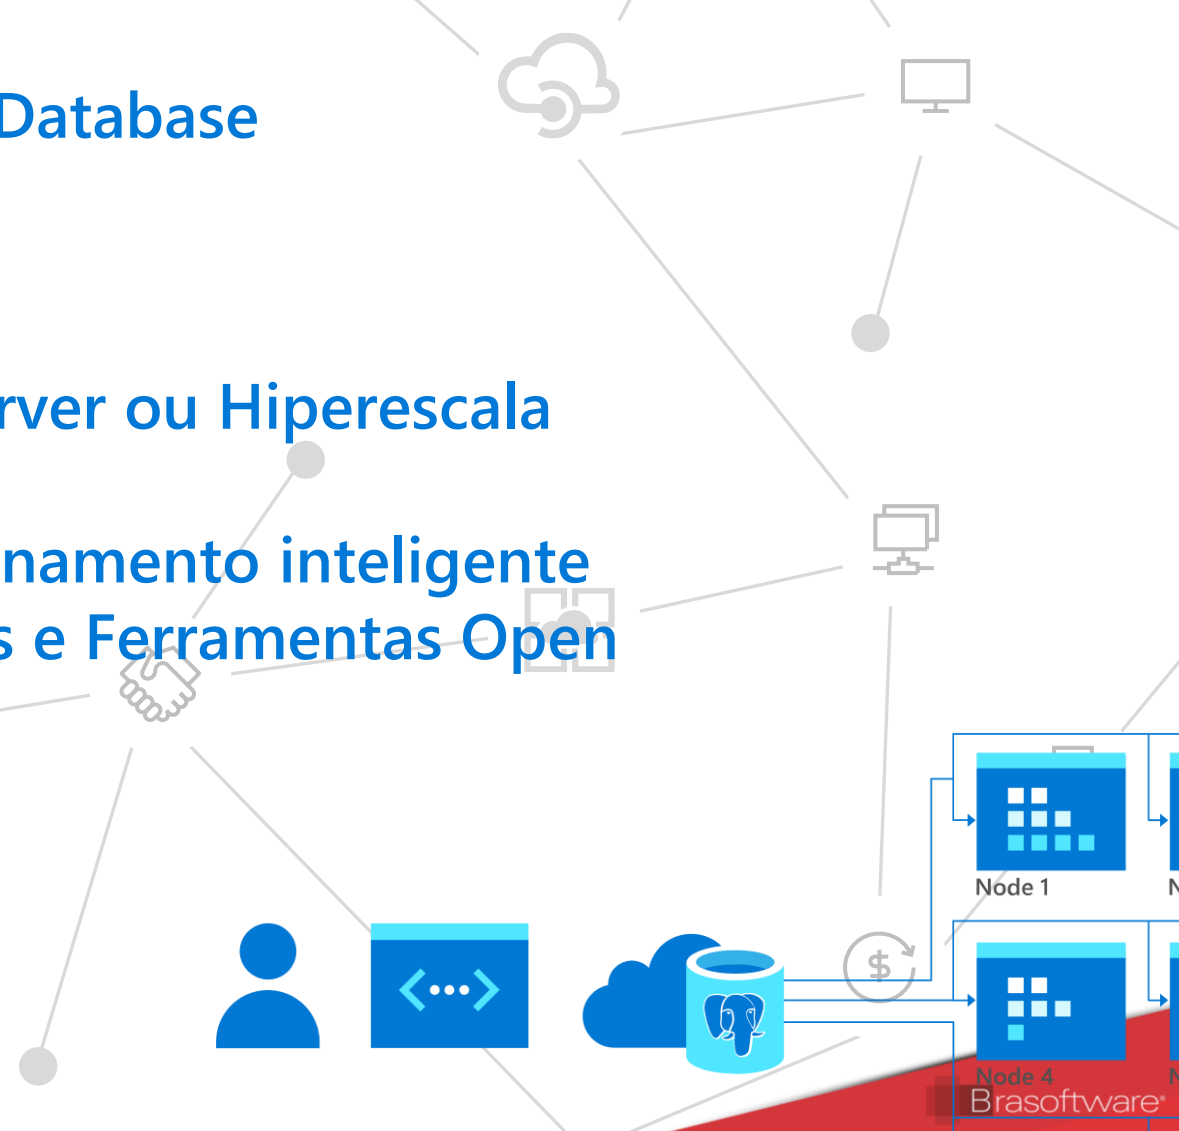 Database
rver ou Hiperescala
namento inteligente
s e Ferramentas Open
Node 1
N
Node 4
N
Brasoftware